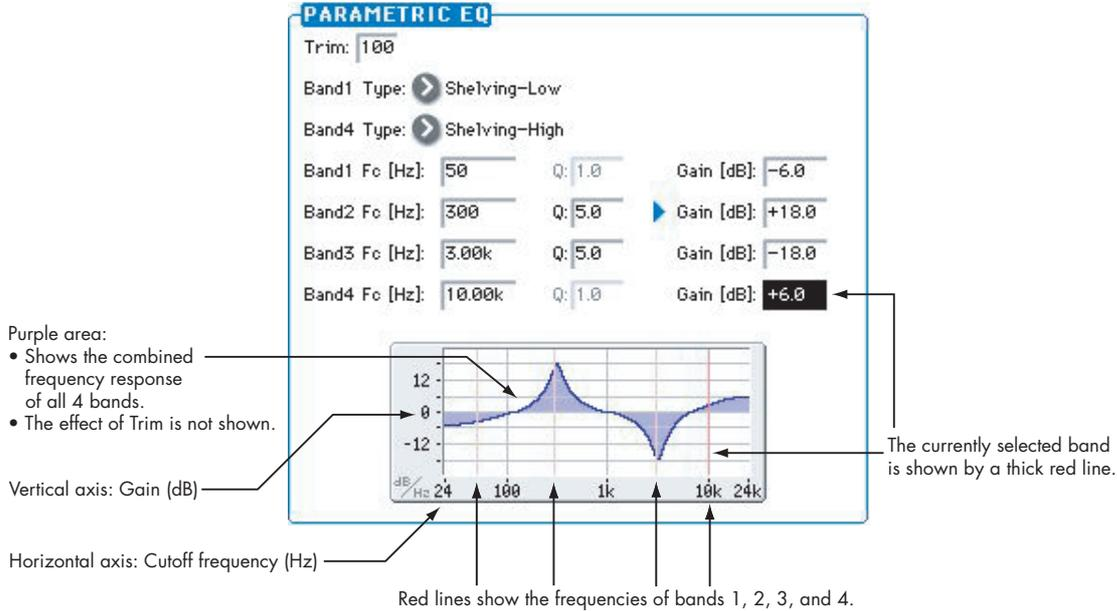 PARAMETRIC EQ
Trim: 100
Band1 Type: Shelving-Low
Band4 Type: Shelving-High
Band1 Fc [Hz]: 50 Q: 1.0 Gain [dB]: -6.0
Band2 Fc [Hz]: 300 Q: 5.0 Gain [dB]: +18.0
Band3 Fc [Hz]: 3.00k Q: 5.0 Gain [dB]: -18.0
Band4 Fc [Hz]: 10.00k Q: 1.0 Gain [dB]: +6.0
Purple area:
• Shows the combined
frequency response
of all 4 bands.
• The effect of Trim is not shown.
12
0
-12
dB/Hz 24 100 1k 10k 24k
The currently selected band
is shown by a thick red line.
Vertical axis: Gain (dB)
Horizontal axis: Cutoff frequency (Hz)
Red lines show the frequencies of bands 1, 2, 3, and 4.